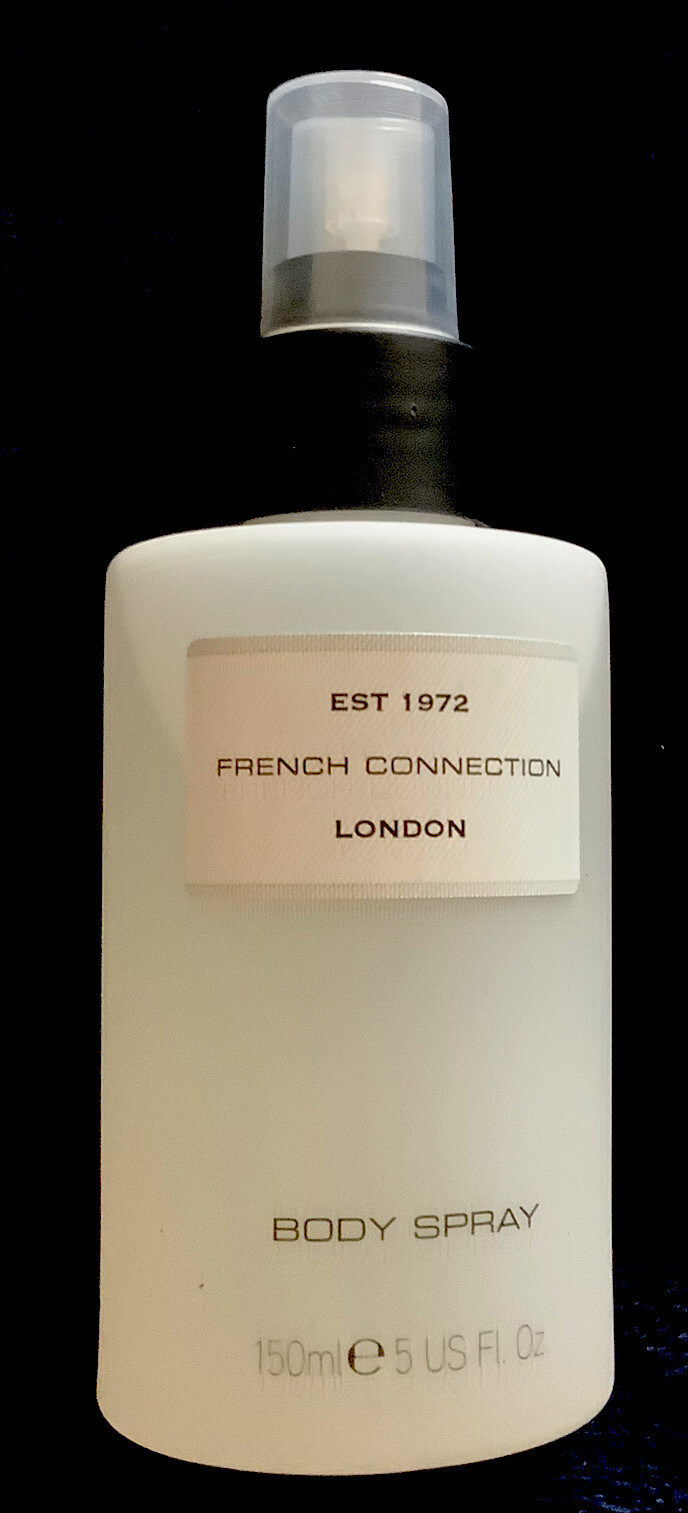 EST 1972
FRENCH CONNECTION
LONDON
BODY SPRAY
150ml℮ 5 US Fl. Oz.